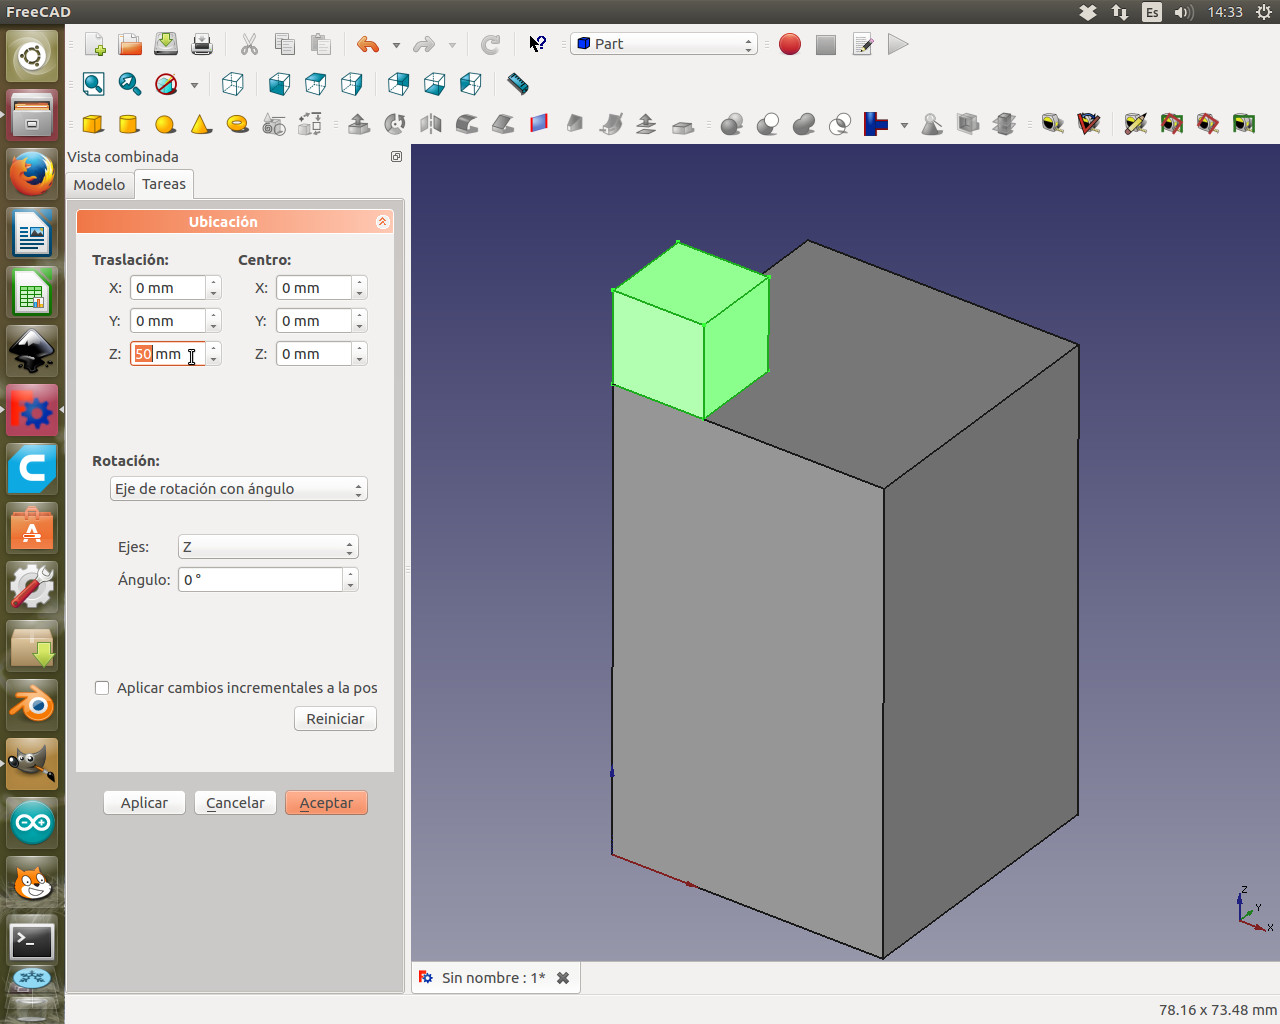 FreeCAD
Es
14:33
Part
Vista combinada
Modelo
Tareas
Ubicación
Traslación:
Centro:
X: 0 mm
X: 0 mm
Y: 0 mm
Y: 0 mm
Z: 50 mm
Z: 0 mm
Rotación:
Eje de rotación con ángulo
Ejes: Z
Ángulo: 0 °
Aplicar cambios incrementales a la pos
Reiniciar
Aplicar
Cancelar
Aceptar
Z
Y
X
Sin nombre : 1*
78.16 x 73.48 mm